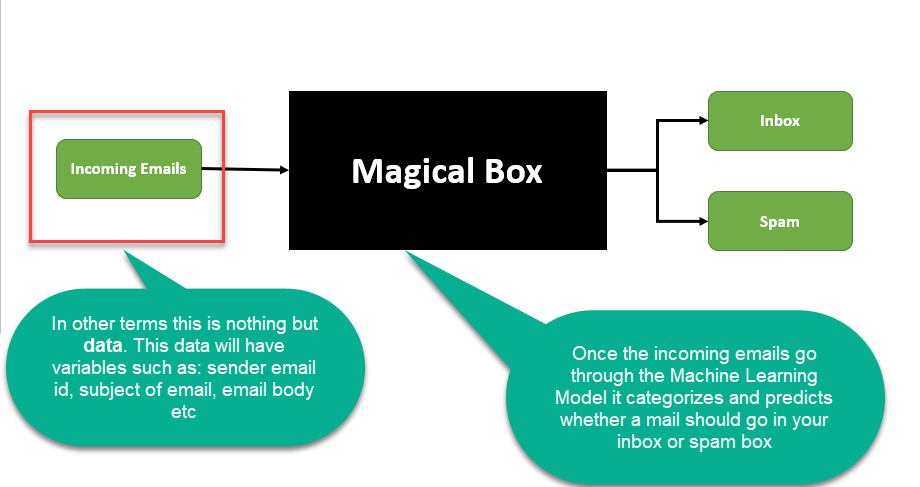 Inbox
Incoming Emails
Magical Box
Spam
In other terms this is nothing but
data. This data will have
variables such as: sender email
id, subject of email, email body
etc
Once the incoming emails go
through the Machine Learning
Model it categorizes and predicts
whether a mail should go in your
inbox or spam box